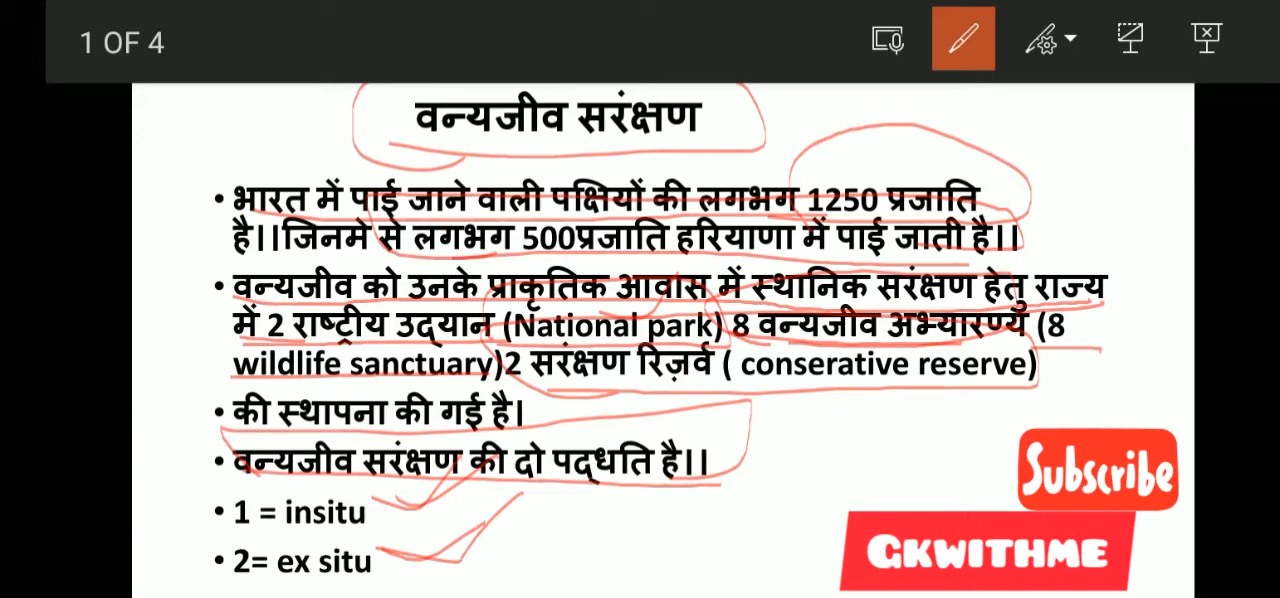 1 OF 4
वन्यजीव सरंक्षण
• भारत में पाई जाने वाली पक्षियों की लगभग 1250 प्रजाति
है।।जिनमे से लगभग 500प्रजाति हरियाणा में पाई जाती है।।
• वन्यजीव को उनके प्राकृतिक आवास में स्थानिक सरंक्षण हेतु राज्य
में 2 राष्ट्रीय उद्यान (National park) 8 वन्यजीव अभ्यारण्य (8
wildlife sanctuary)2 सरंक्षण रिज़र्व ( conserative reserve)
• की स्थापना की गई है।
• वन्यजीव सरंक्षण की दो पद्धति है।।
• 1 = insitu
• 2= ex situ
Subscribe
GKWITHME